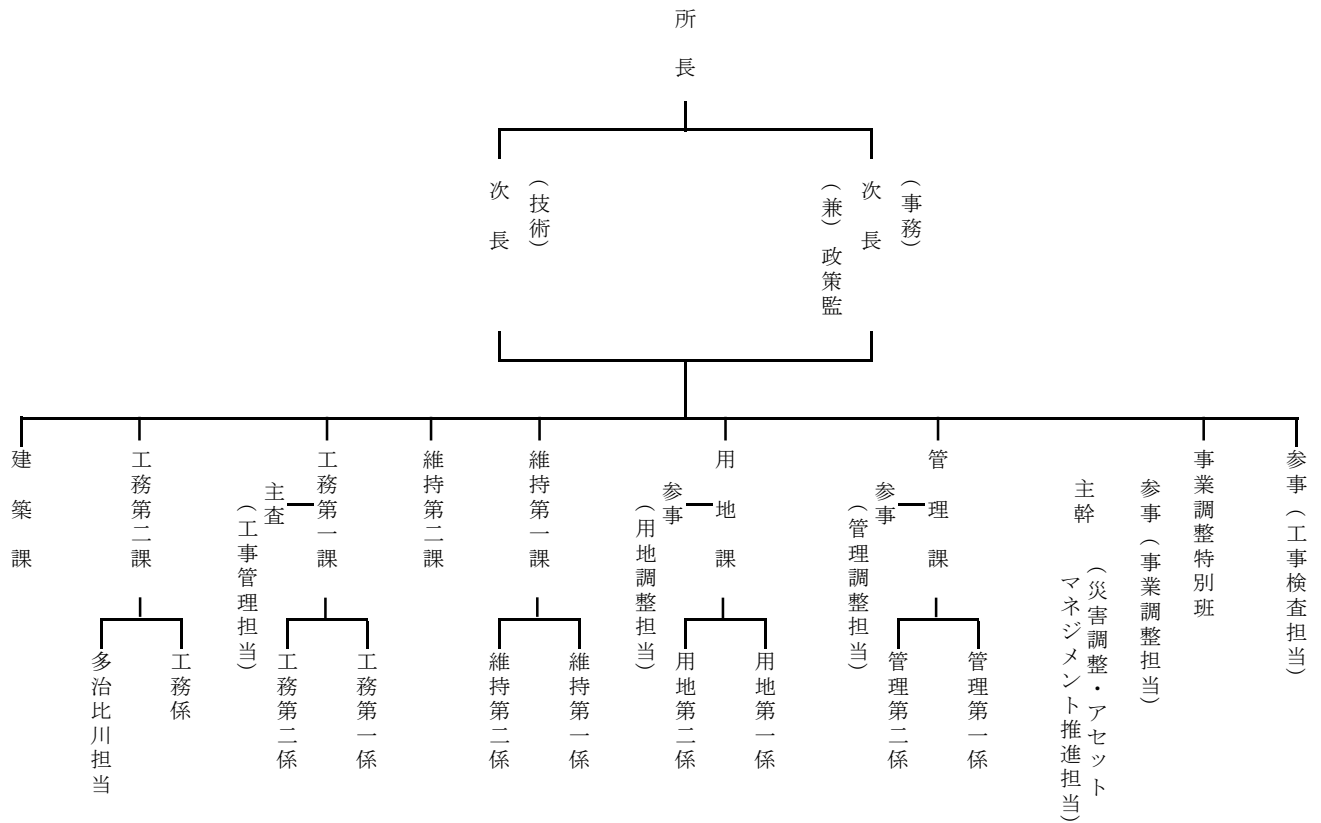 所長
次長
(事務)
(兼)政策監
次長
(技術)
参事(工事検査担当)
事業調整特別班
参事(事業調整担当)
主幹
(災害調整・アセット
マネジメント推進担当)
管理課
参事
(管理調整担当)
管理第一係
管理第二係
用地課
参事
(用地調整担当)
用地第一係
用地第二係
維持第一課
維持第一係
維持第二係
維持第二課
工務第一課
主査
(工事管理担当)
工務第一係
工務第二係
工務第二課
工務係
多治比川担当
建築課